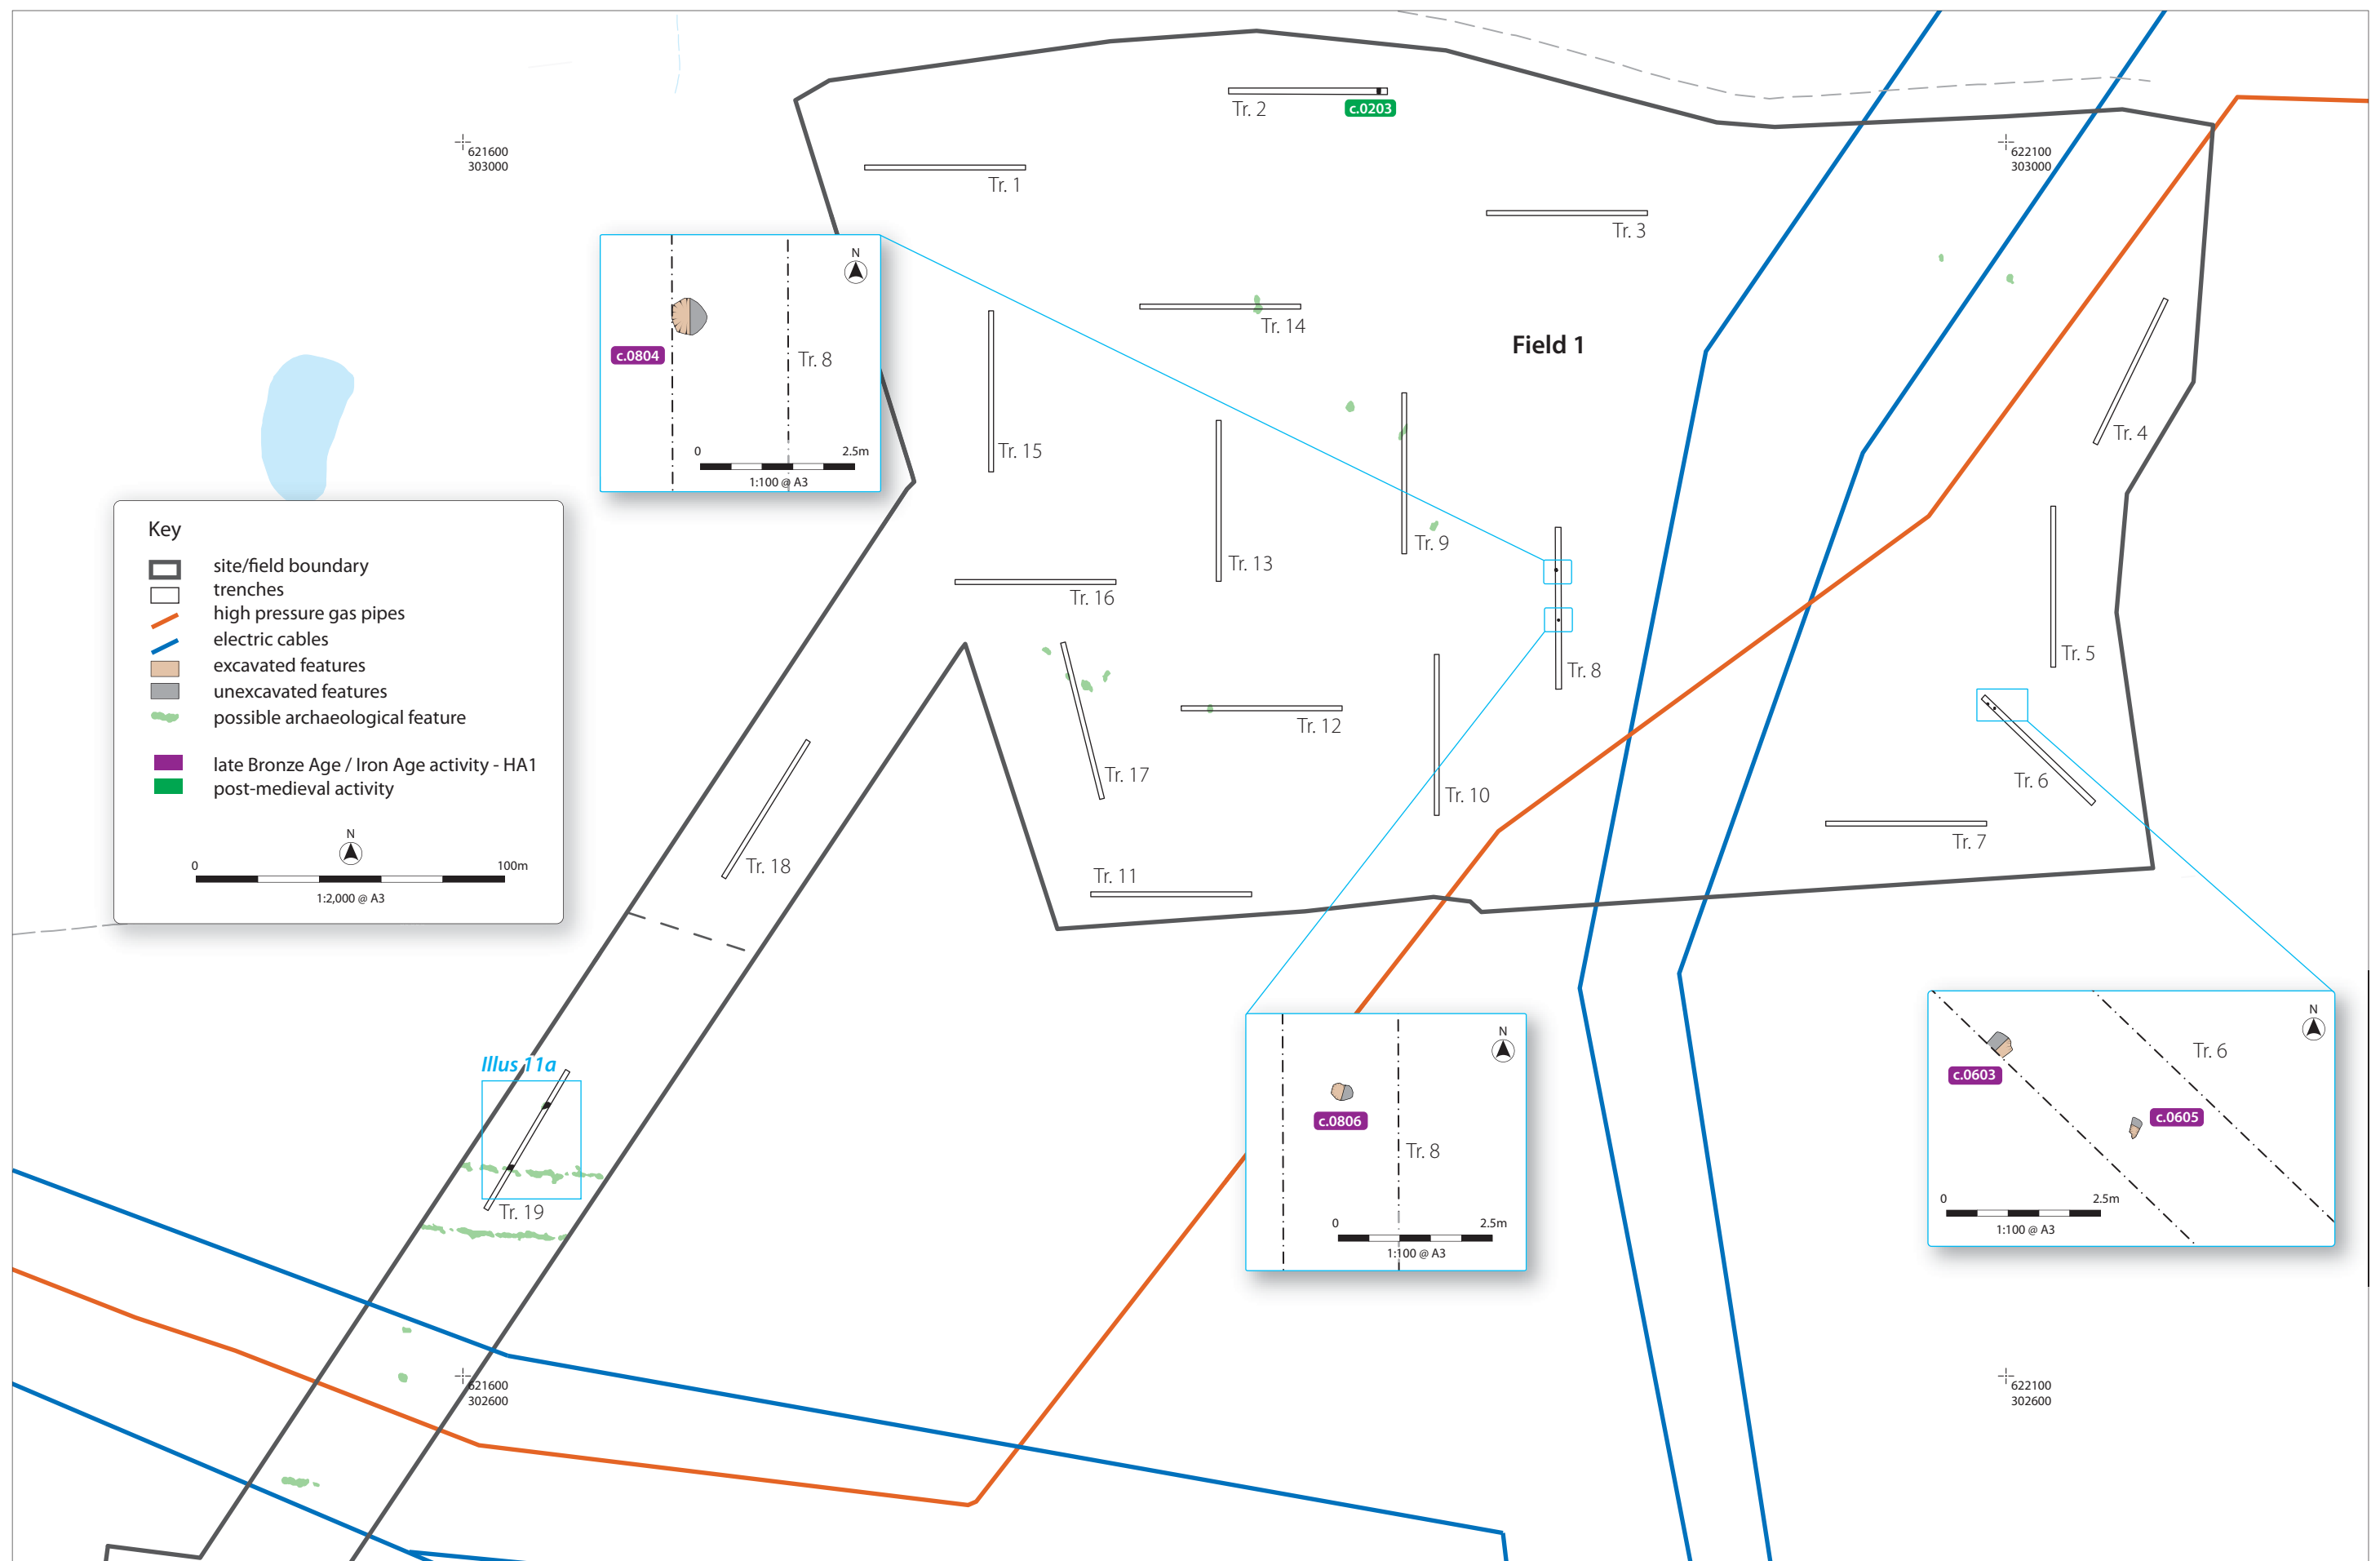 Tr. 2
c.0203
621600
303000
622100
303000
Tr. 1
Tr. 3
N
c.0804
Tr. 8
0
2.5m
1:100 @ A3
Tr. 14
Field 1
Tr. 15
Tr. 4
Tr. 13
Tr. 9
Tr. 16
Tr. 8
Tr. 5
Tr. 12
Tr. 17
Tr. 10
Tr. 6
Tr. 7
Tr. 18
Tr. 11
Key
site/field boundary
trenches
high pressure gas pipes
electric cables
excavated features
unexcavated features
possible archaeological feature
late Bronze Age / Iron Age activity - HA1
post-medieval activity
N
0
100m
1:2,000 @ A3
Illus 11a
Tr. 19
N
c.0806
Tr. 8
0
2.5m
1:100 @ A3
N
Tr. 6
c.0603
c.0605
0
2.5m
1:100 @ A3
621600
302600
622100
302600